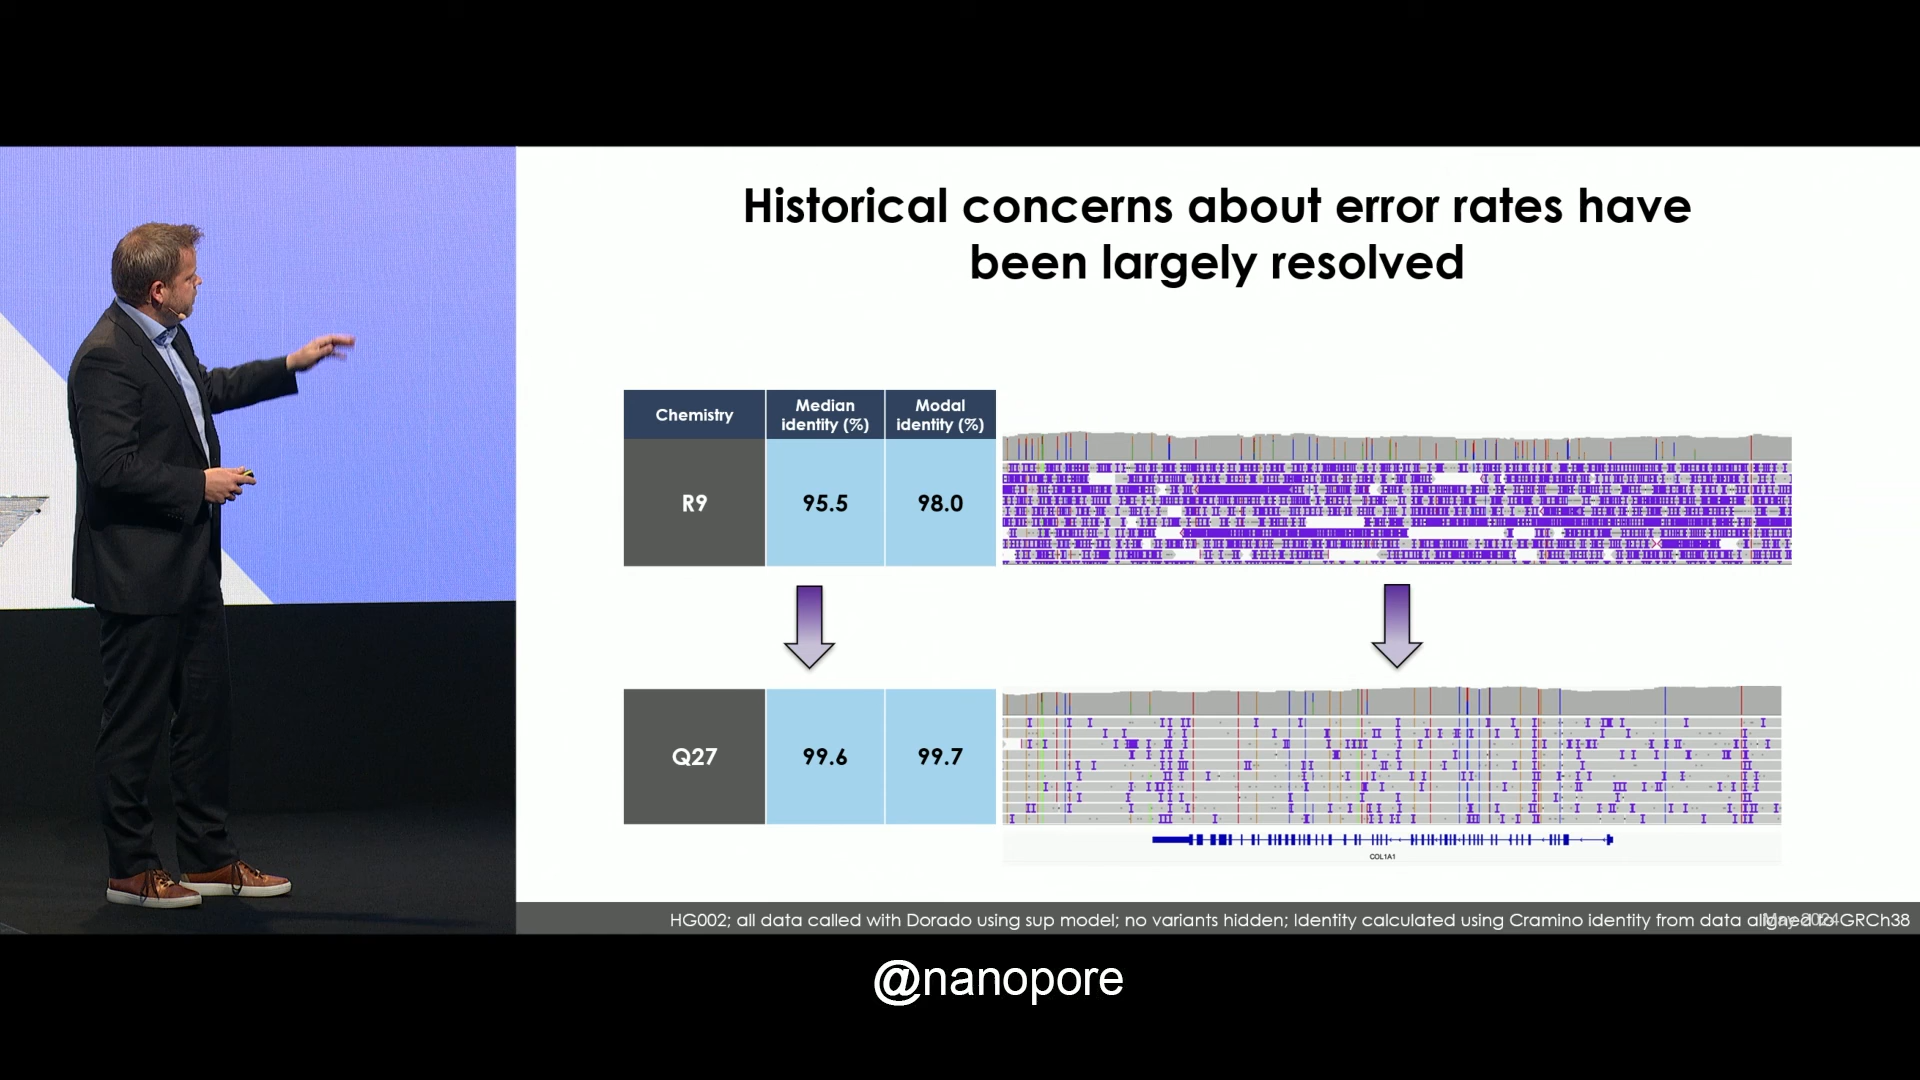 Historical concerns about error rates have
been largely resolved
Chemistry
Median
identity (%)
Modal
identity (%)
R9
95.5
98.0
Q27
99.6
99.7
COL1A1
HG002; all data called with Dorado using sup model; no variants hidden; Identity calculated using Cramino identity from data aligned to GRCh38
May 2024
@nanopore